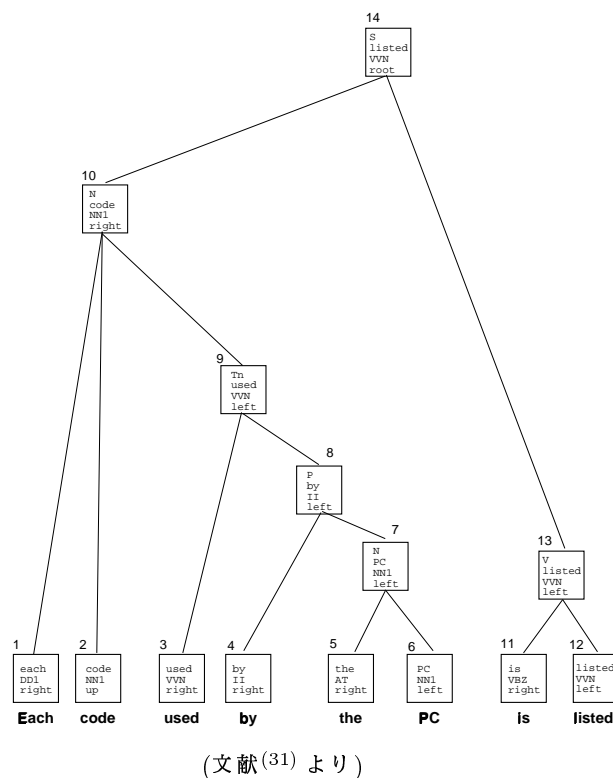 14
S
listed
VVN
root
10
N
code
NN1
right
9
Tn
used
VVN
left
8
P
by
II
left
7
N
PC
NN1
left
13
V
listed
VVN
left
1
each
DD1
right
2
code
NN1
up
3
used
VVN
right
4
by
II
right
5
the
AT
right
6
PC
NN1
left
11
is
VBZ
right
12
listed
VVN
left
Each code used by the PC is listed
(文献(31) より)